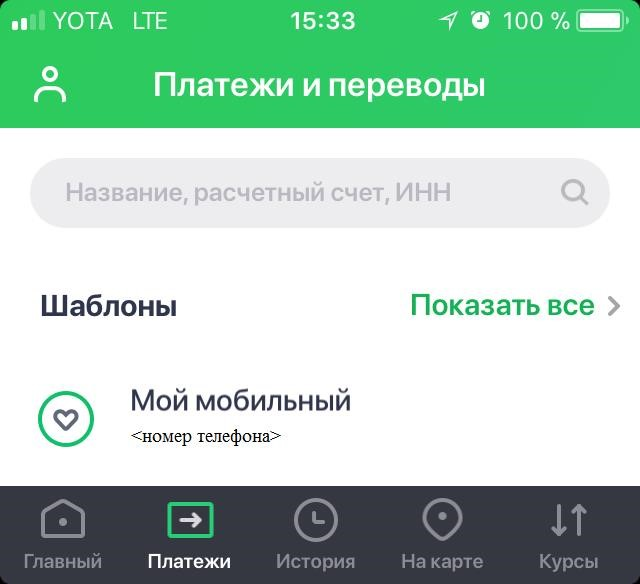 YOTA LTE 15:33 100 %
Платежи и переводы
Название, расчетный счет, ИНН
Шаблоны Показать все
Мой мобильный
<номер телефона>
Главный Платежи История На карте Курсы